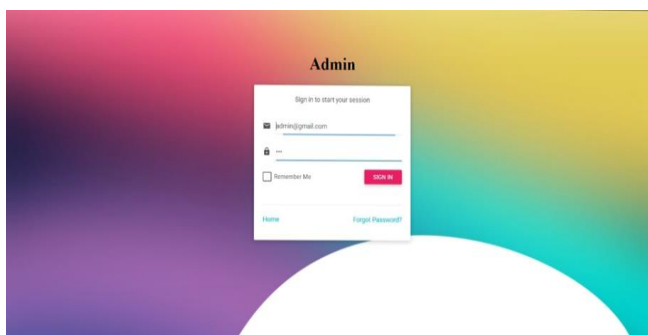 Admin
Sign in to start your session
admin@gmail.com
Remember Me
SIGN IN
Home
Forgot Password?